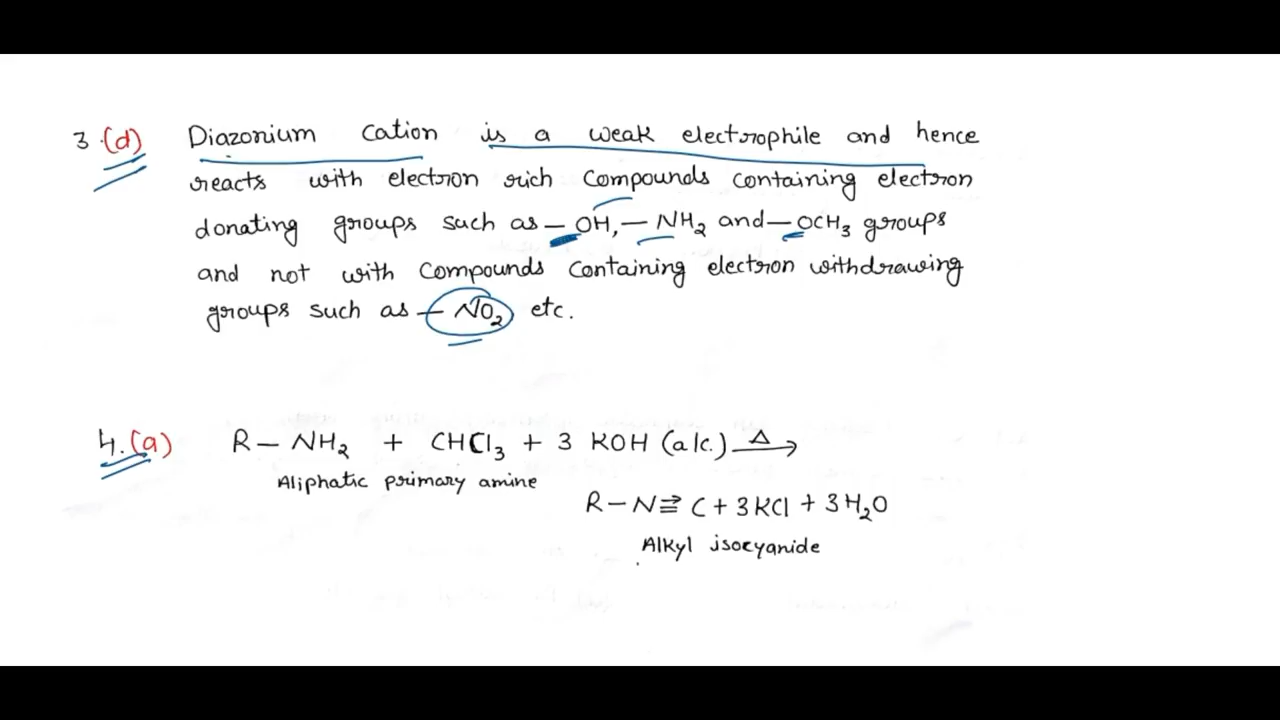 3.(d) Diazonium cation is a weak electrophile and hence
reacts with electron rich compounds containing electron
donating groups such as — OH, — NH₂ and — OCH₃ groups
and not with compounds containing electron withdrawing
groups such as — NO₂ etc.
4.(a) R — NH₂ + CHCl₃ + 3 KOH (alc.) —Δ→
Aliphatic primary amine
R — N ≡ C + 3KCl + 3H₂O
Alkyl isocyanide